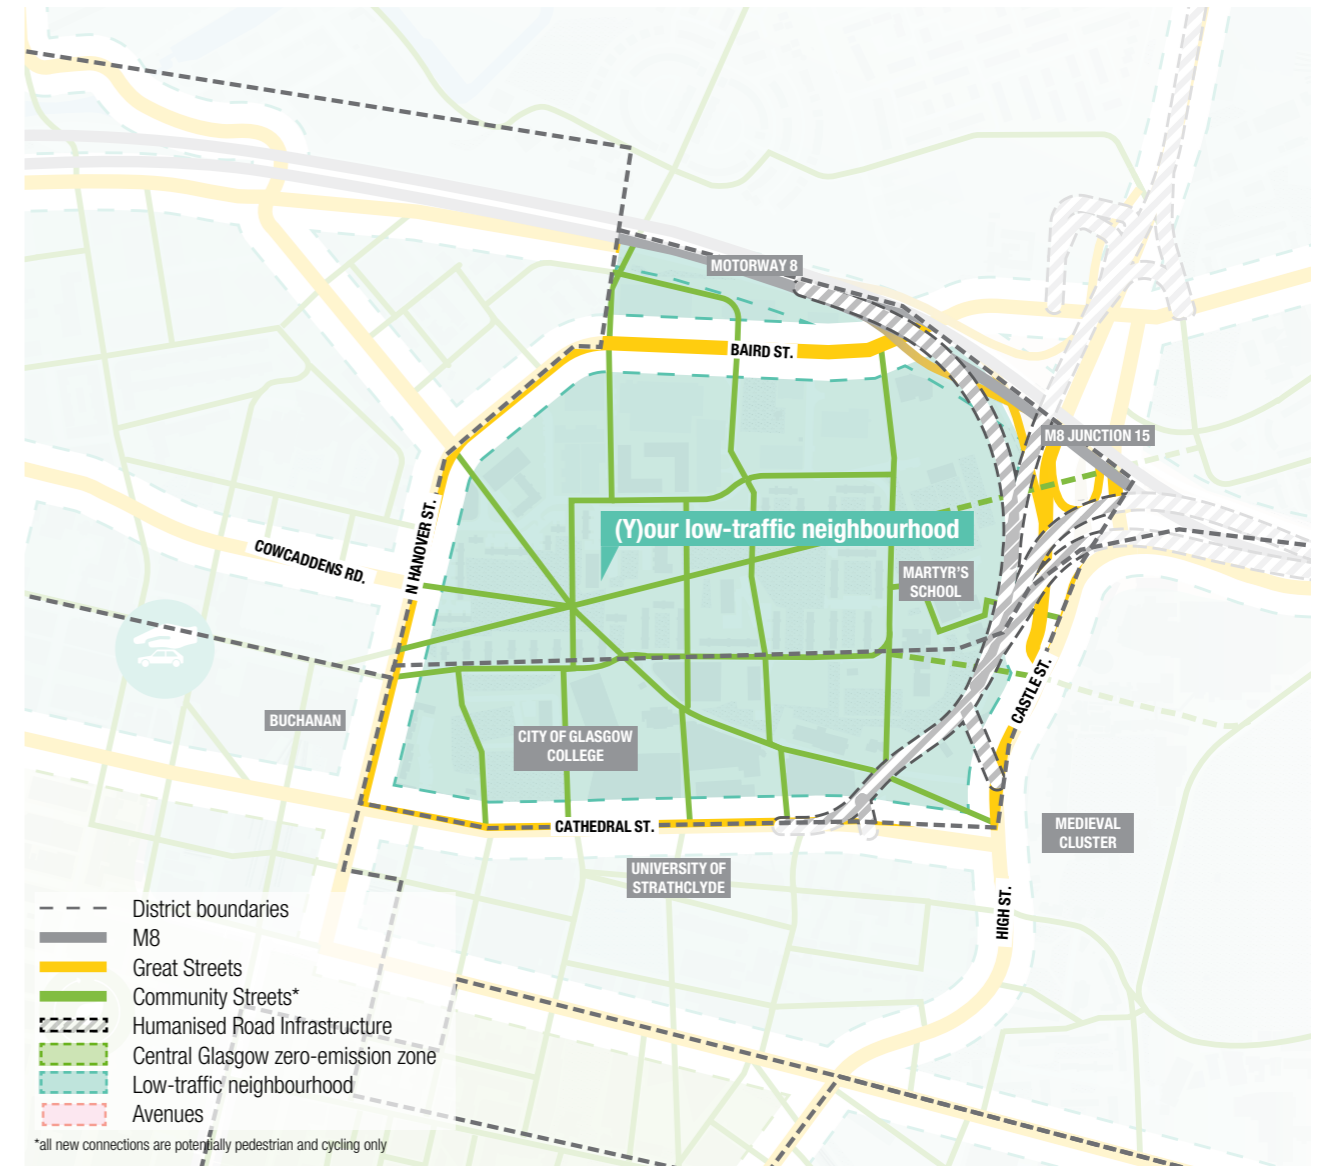 MOTORWAY 8
BAIRD ST.
M8 JUNCTION 15
N HANOVER ST.
COWCADDENS RD.
(Y)our low-traffic neighbourhood
MARTYR'S
SCHOOL
CASTLE ST.
BUCHANAN
CITY OF GLASGOW
COLLEGE
CATHEDRAL ST.
MEDIEVAL
CLUSTER
UNIVERSITY OF
STRATHCLYDE
HIGH ST.
District boundaries
M8
Great Streets
Community Streets*
Humanised Road Infrastructure
Central Glasgow zero-emission zone
Low-traffic neighbourhood
Avenues
*all new connections are potentially pedestrian and cycling only